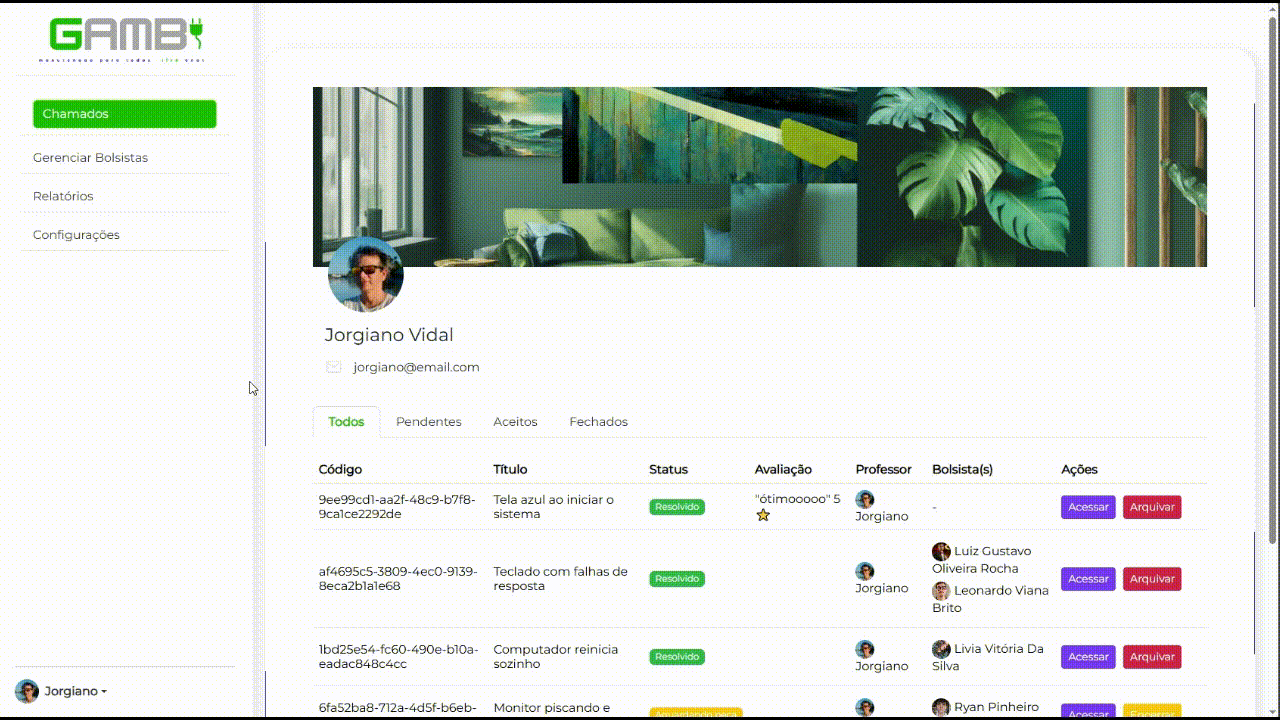 GAMBi
Chamados
Gerenciar Bolsistas
Relatórios
Configurações
Jorgiano Vidal
jorgiano@email.com
Todos Pendentes Aceitos Fechados
Código Título Status Avaliação Professor Bolsista(s) Ações
9ee99cd1-aa2f-48c9-b7f8-9ca1ce2292de Tela azul ao iniciar o sistema Resolvido "ótimooooo" 5 Jorgiano - Acessar Arquivar
af4695c5-3809-4ec0-9139-8eca2b1a1e68 Teclado com falhas de resposta Resolvido Jorgiano Luiz Gustavo Oliveira Rocha Leonardo Viana Brito Acessar Arquivar
1bd25e54-fc60-490e-b10a-eadac848c4cc Computador reinicia sozinho Resolvido Jorgiano Livia Vitória Da Silva Acessar Arquivar
6fa52ba8-712a-4d5f-b6eb- Monitor piscando e Ryan Pinheiro Acessar Encerrar
Jorgiano